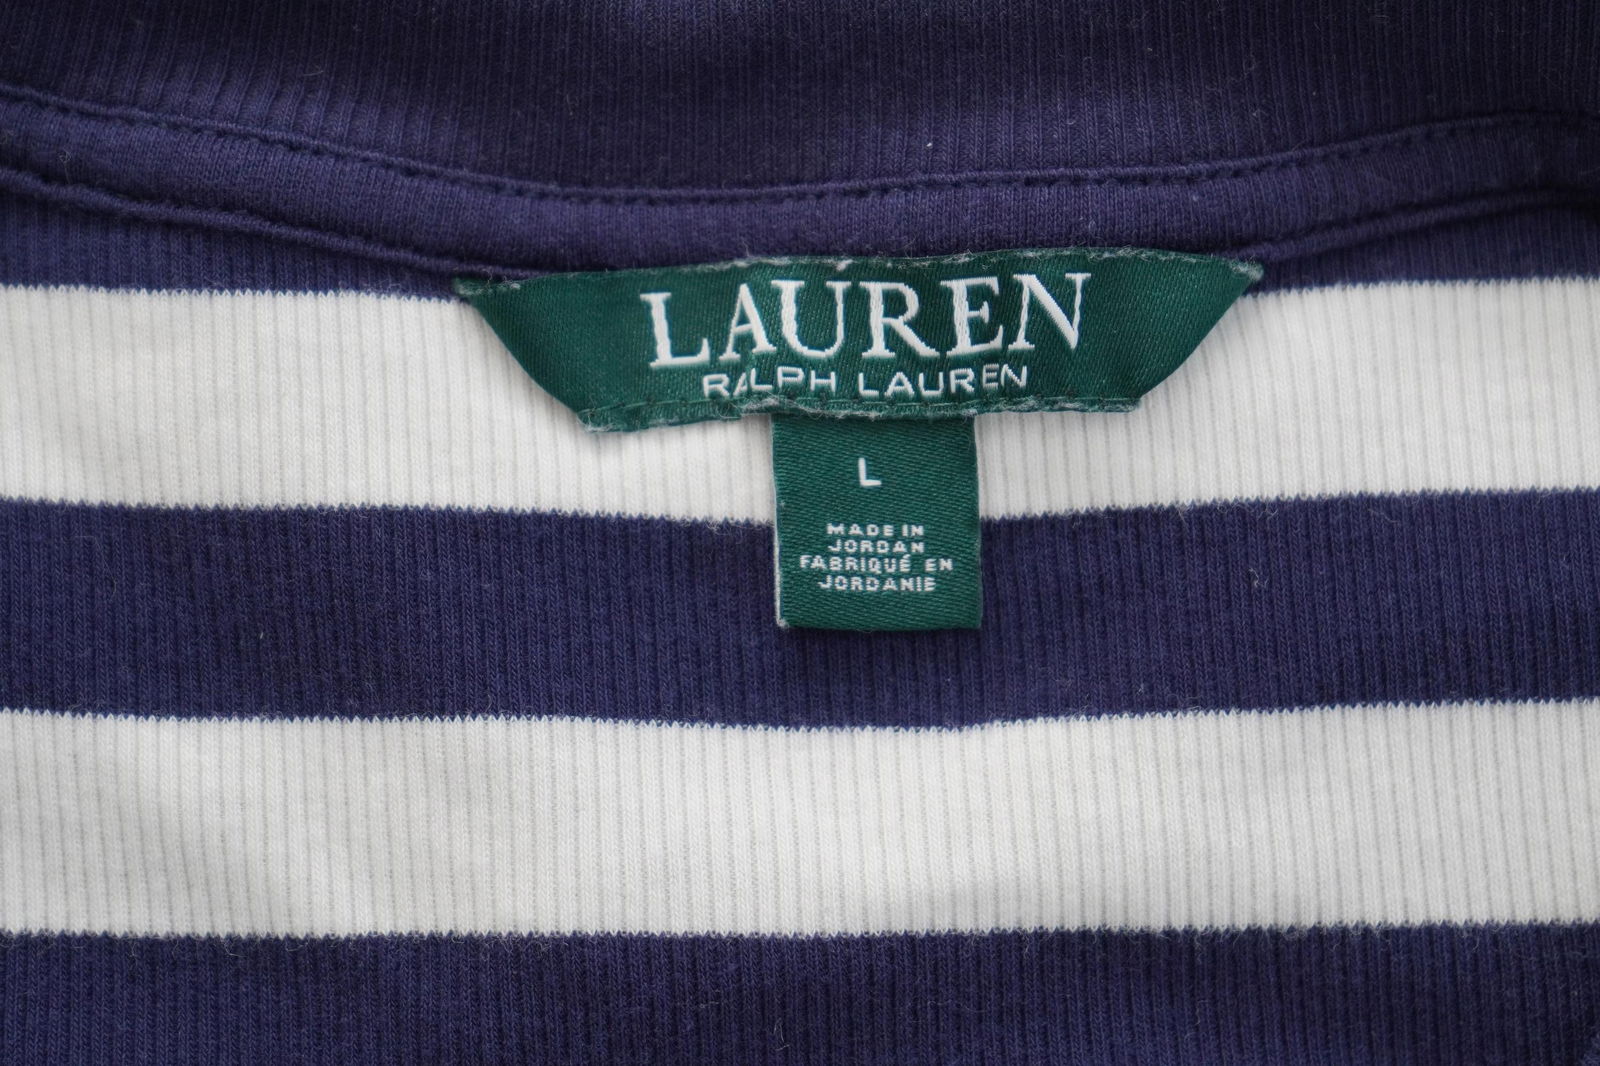 LAUREN
RALPH LAUREN
L
MADE IN
JORDAN
FABRIQUÉ EN
JORDANIE